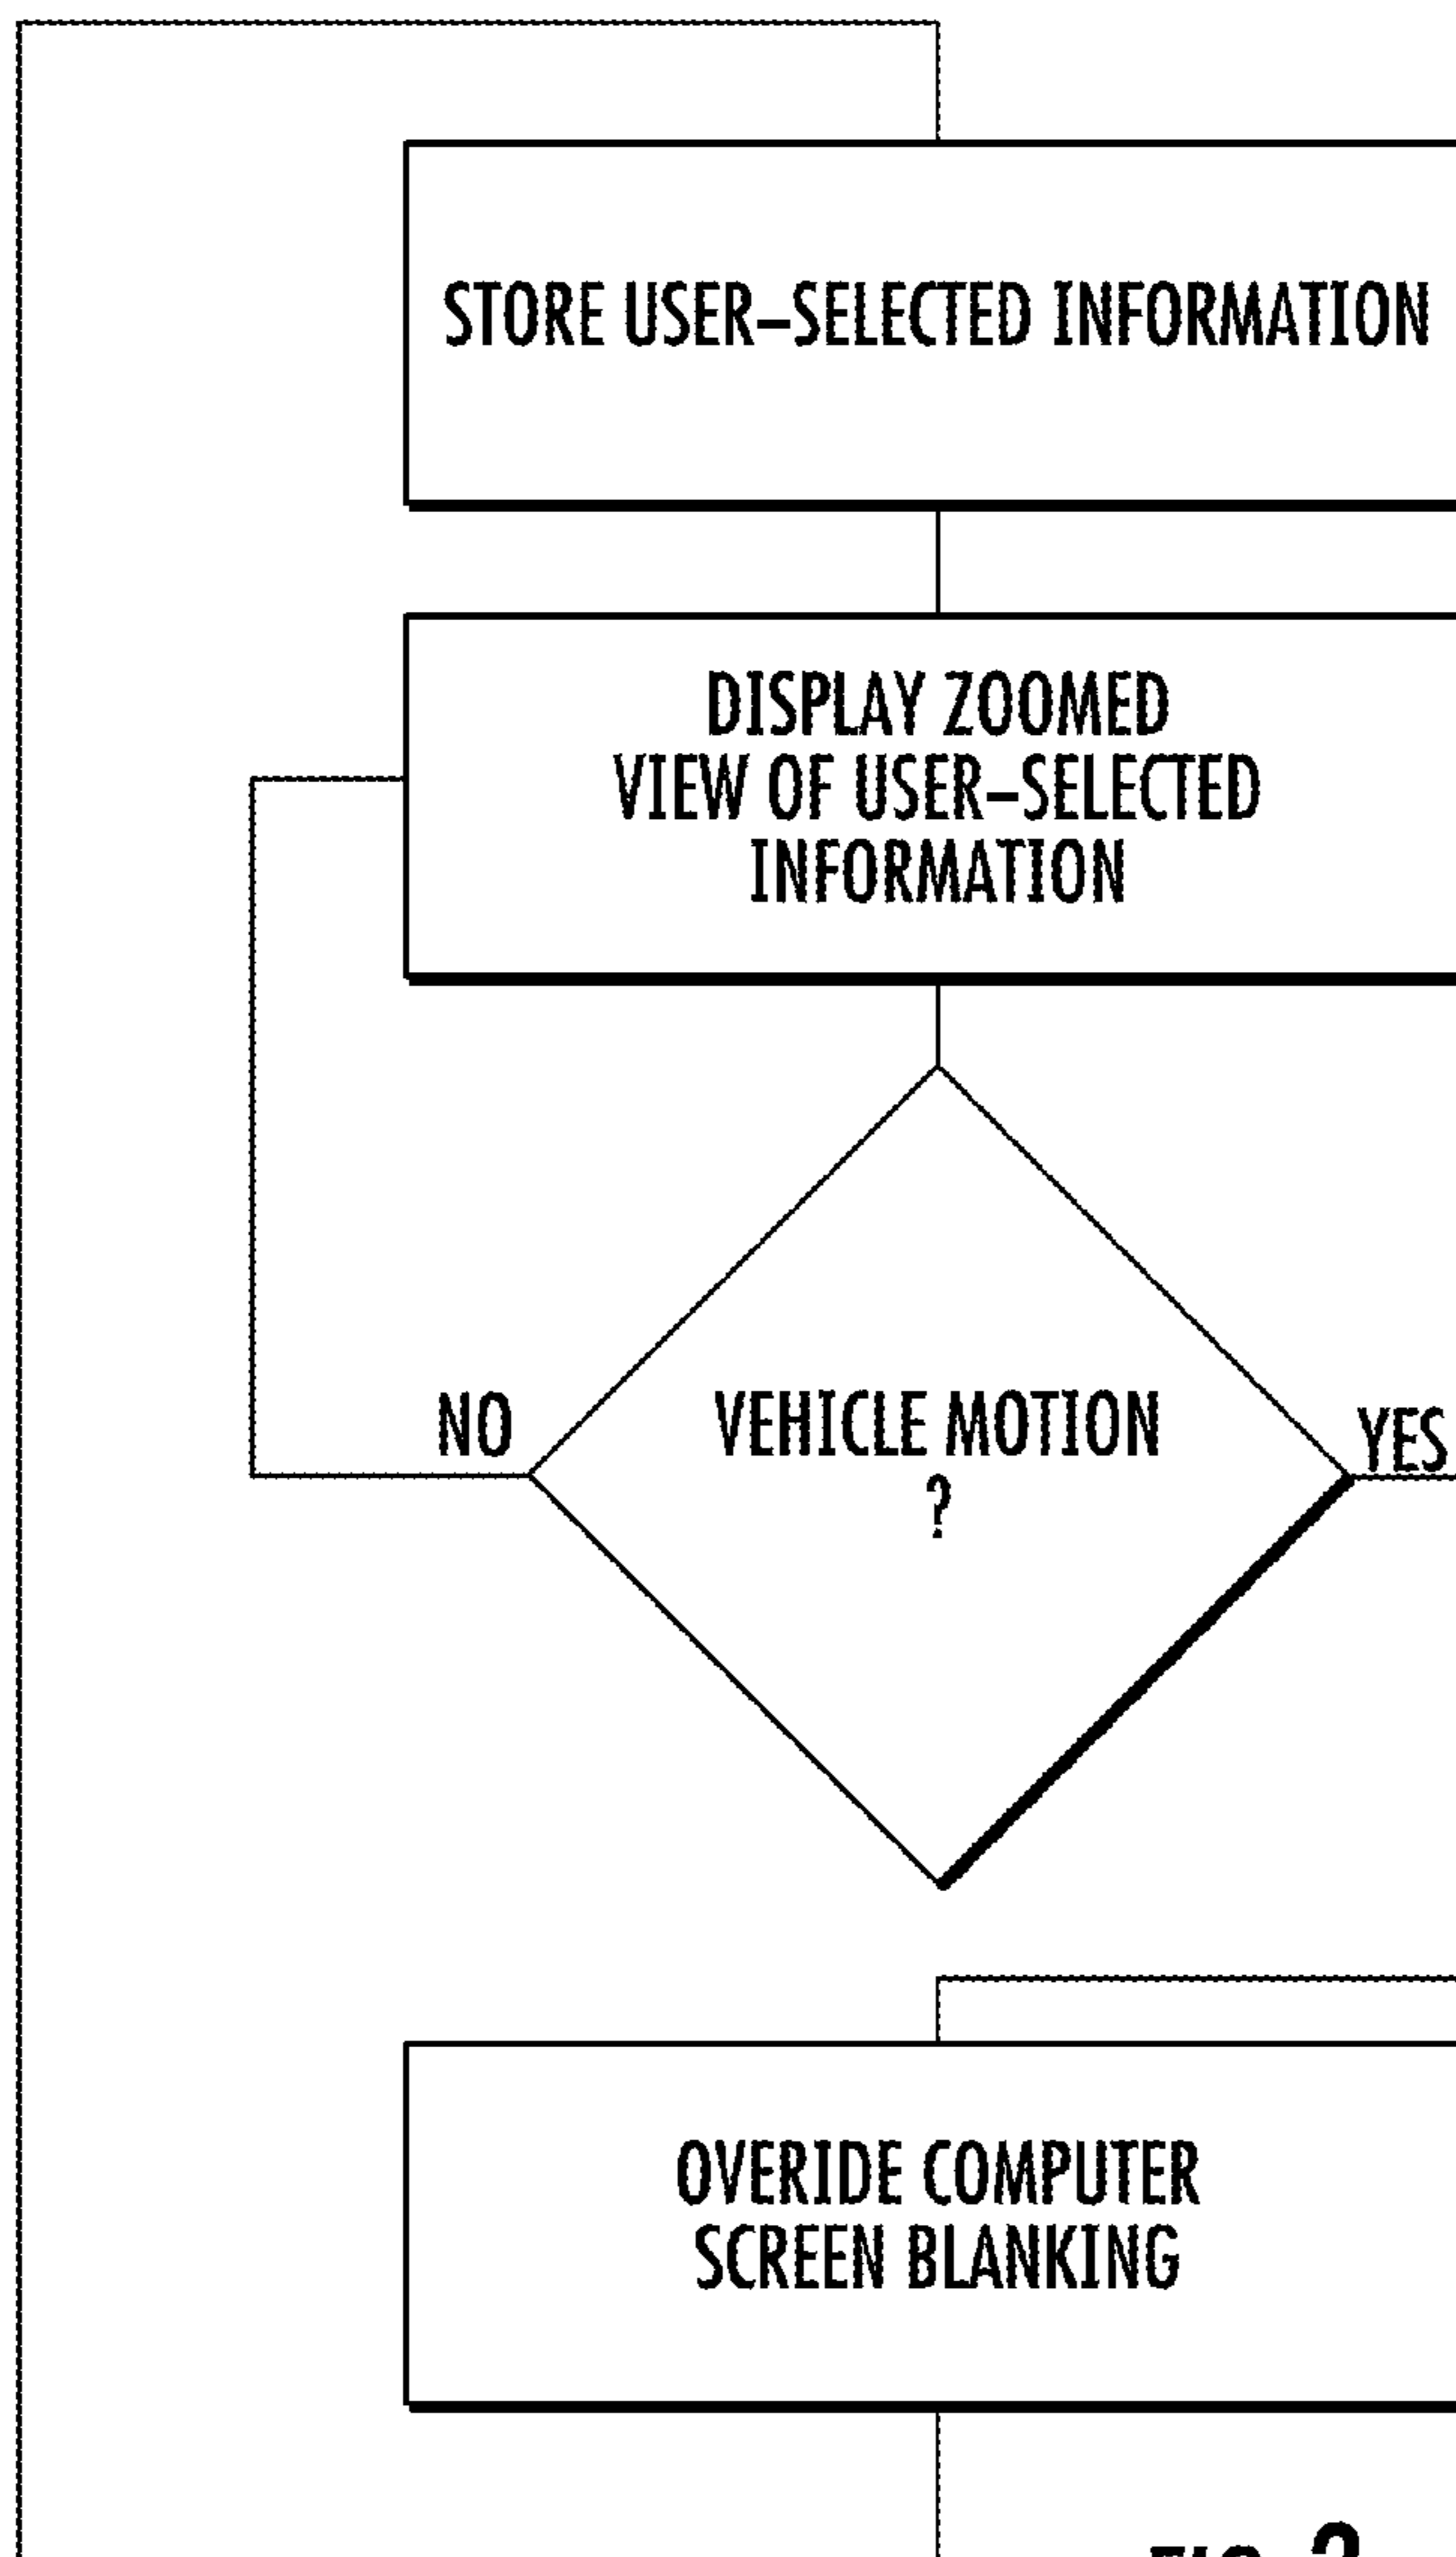 STORE USER–SELECTED INFORMATION
DISPLAY ZOOMED
VIEW OF USER–SELECTED
INFORMATION
NO
VEHICLE MOTION
?
YES
OVERIDE COMPUTER
SCREEN BLANKING